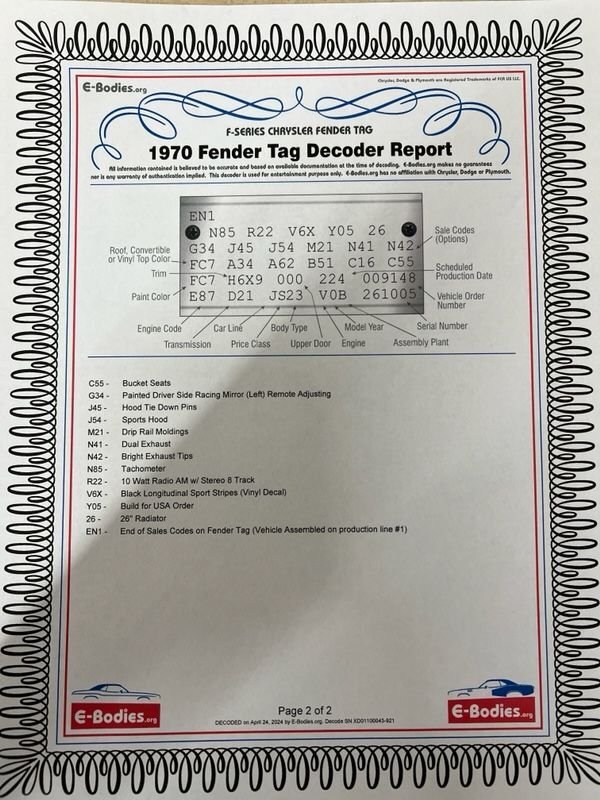 E-Bodies.org
Chrysler, Dodge & Plymouth are Registered Trademarks of FCA US LLC.
F-SERIES CHRYSLER FENDER TAG
1970 Fender Tag Decoder Report
All information contained is believed to be accurate and based on available documentation at the time of decoding. E-Bodies.org makes no guarantees
nor is any warranty of authentication implied. This decoder is used for entertainment purpose only. E-Bodies.org has no affiliation with Chrysler, Dodge or Plymouth.
EN1
N85 R22 V6X Y05 26
G34 J45 J54 M21 N41 N42
FC7 A34 A62 B51 C16 C55
FC7 H6X9 000 224 009148
E87 D21 JS23 V0B 261005
Roof, Convertible
or Vinyl Top Color
Trim
Paint Color
Sale Codes
(Options)
Scheduled
Production Date
Vehicle Order
Number
Engine Code
Car Line
Body Type
Model Year
Serial Number
Transmission
Price Class
Upper Door
Engine
Assembly Plant
C55 - Bucket Seats
G34 - Painted Driver Side Racing Mirror (Left) Remote Adjusting
J45 - Hood Tie Down Pins
J54 - Sports Hood
M21 - Drip Rail Moldings
N41 - Dual Exhaust
N42 - Bright Exhaust Tips
N85 - Tachometer
R22 - 10 Watt Radio AM w/ Stereo 8 Track
V6X - Black Longitudinal Sport Stripes (Vinyl Decal)
Y05 - Build for USA Order
26 - 26" Radiator
EN1 - End of Sales Codes on Fender Tag (Vehicle Assembled on production line #1)
E-Bodies.org
Page 2 of 2
DECODED on April 24, 2024 by E-Bodies.org. Decode SN XD01100043-921
E-Bodies.org